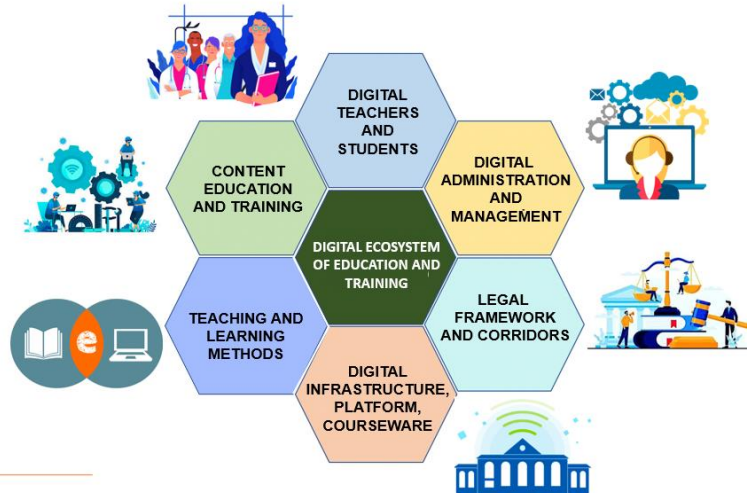 DIGITAL
TEACHERS
AND
STUDENTS
CONTENT
EDUCATION
AND TRAINING
DIGITAL
ADMINISTRATION
AND
MANAGEMENT
DIGITAL ECOSYSTEM
OF EDUCATION AND
TRAINING
TEACHING AND
LEARNING
METHODS
LEGAL
FRAMEWORK
AND CORRIDORS
DIGITAL
INFRASTRUCTURE,
PLATFORM,
COURSEWARE
e